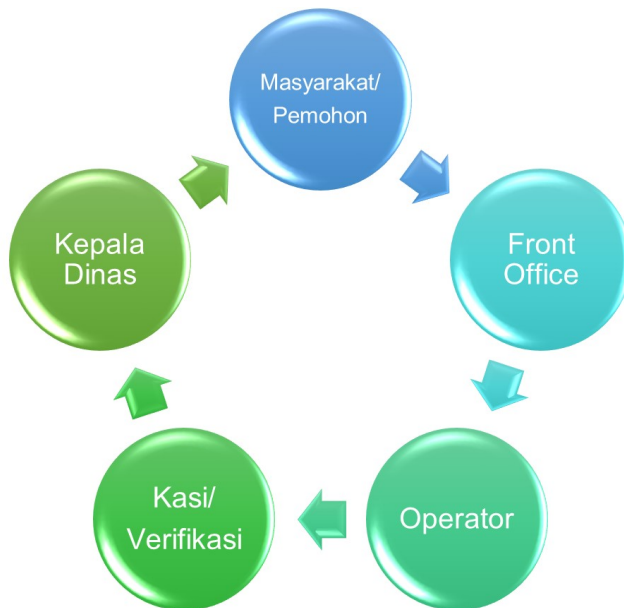 Masyarakat/
Pemohon
Front
Office
Operator
Kasi/
Verifikasi
Kepala
Dinas